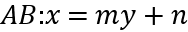 AB:x = my + n